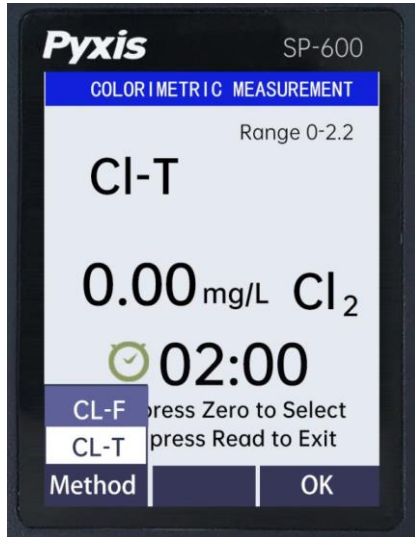 Pyxis SP-600
COLORIMETRIC MEASUREMENT
Range 0-2.2
Cl-T
0.00 mg/L Cl2
02:00
CL-F press Zero to Select
CL-T press Read to Exit
Method OK